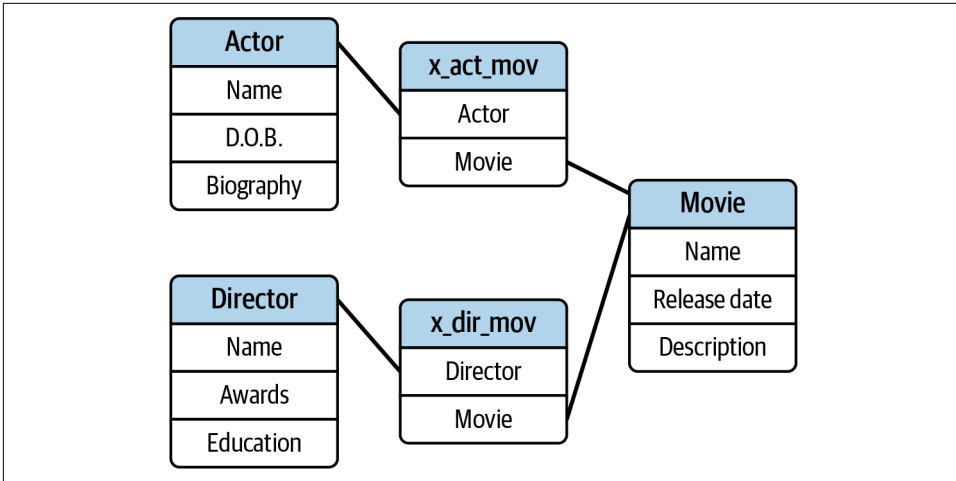 Actor
Name
D.O.B.
Biography
x_act_mov
Actor
Movie
Movie
Name
Release date
Description
Director
Name
Awards
Education
x_dir_mov
Director
Movie